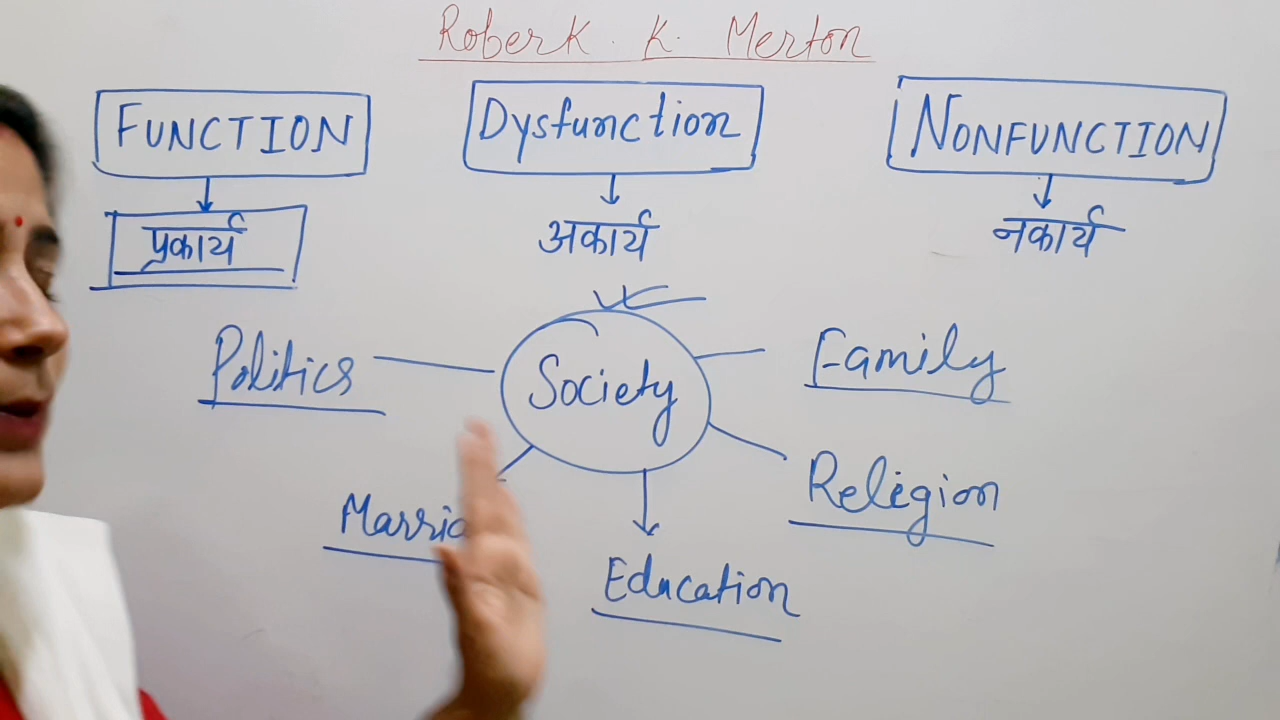 Roberk. K. Merton
FUNCTION Dysfunction NONFUNCTION
प्रकार्य अकार्य नकार्य
Politics Society Family
Religion
Education